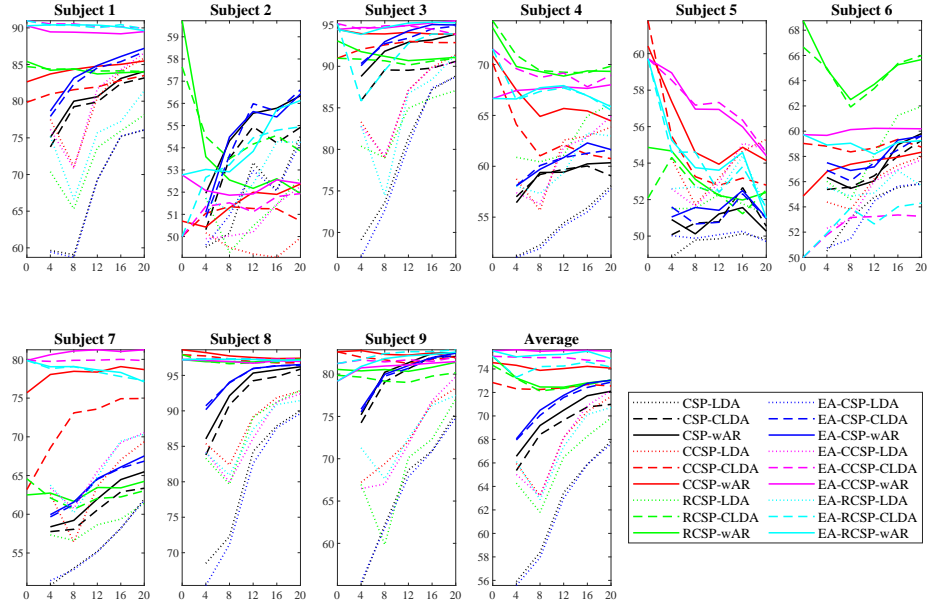 Subject 1
Subject 2
Subject 3
Subject 4
Subject 5
Subject 6
90
85
80
75
70
65
60
0 4 8 12 16 20
59
58
57
56
55
54
53
52
51
50
0 4 8 12 16 20
95
90
85
80
75
70
0 4 8 12 16 20
70
65
60
55
0 4 8 12 16 20
60
58
56
54
52
50
0 4 8 12 16 20
68
66
64
62
60
58
56
54
52
50
0 4 8 12 16 20
Subject 7
Subject 8
Subject 9
Average
80
75
70
65
60
55
0 4 8 12 16 20
95
90
85
80
75
70
0 4 8 12 16 20
80
75
70
65
60
0 4 8 12 16 20
74
72
70
68
66
64
62
60
58
56
0 4 8 12 16 20
CSP-LDA
CSP-CLDA
CSP-wAR
CCSP-LDA
CCSP-CLDA
CCSP-wAR
RCSP-LDA
RCSP-CLDA
RCSP-wAR
EA-CSP-LDA
EA-CSP-CLDA
EA-CSP-wAR
EA-CCSP-LDA
EA-CCSP-CLDA
EA-CCSP-wAR
EA-RCSP-LDA
EA-RCSP-CLDA
EA-RCSP-wAR